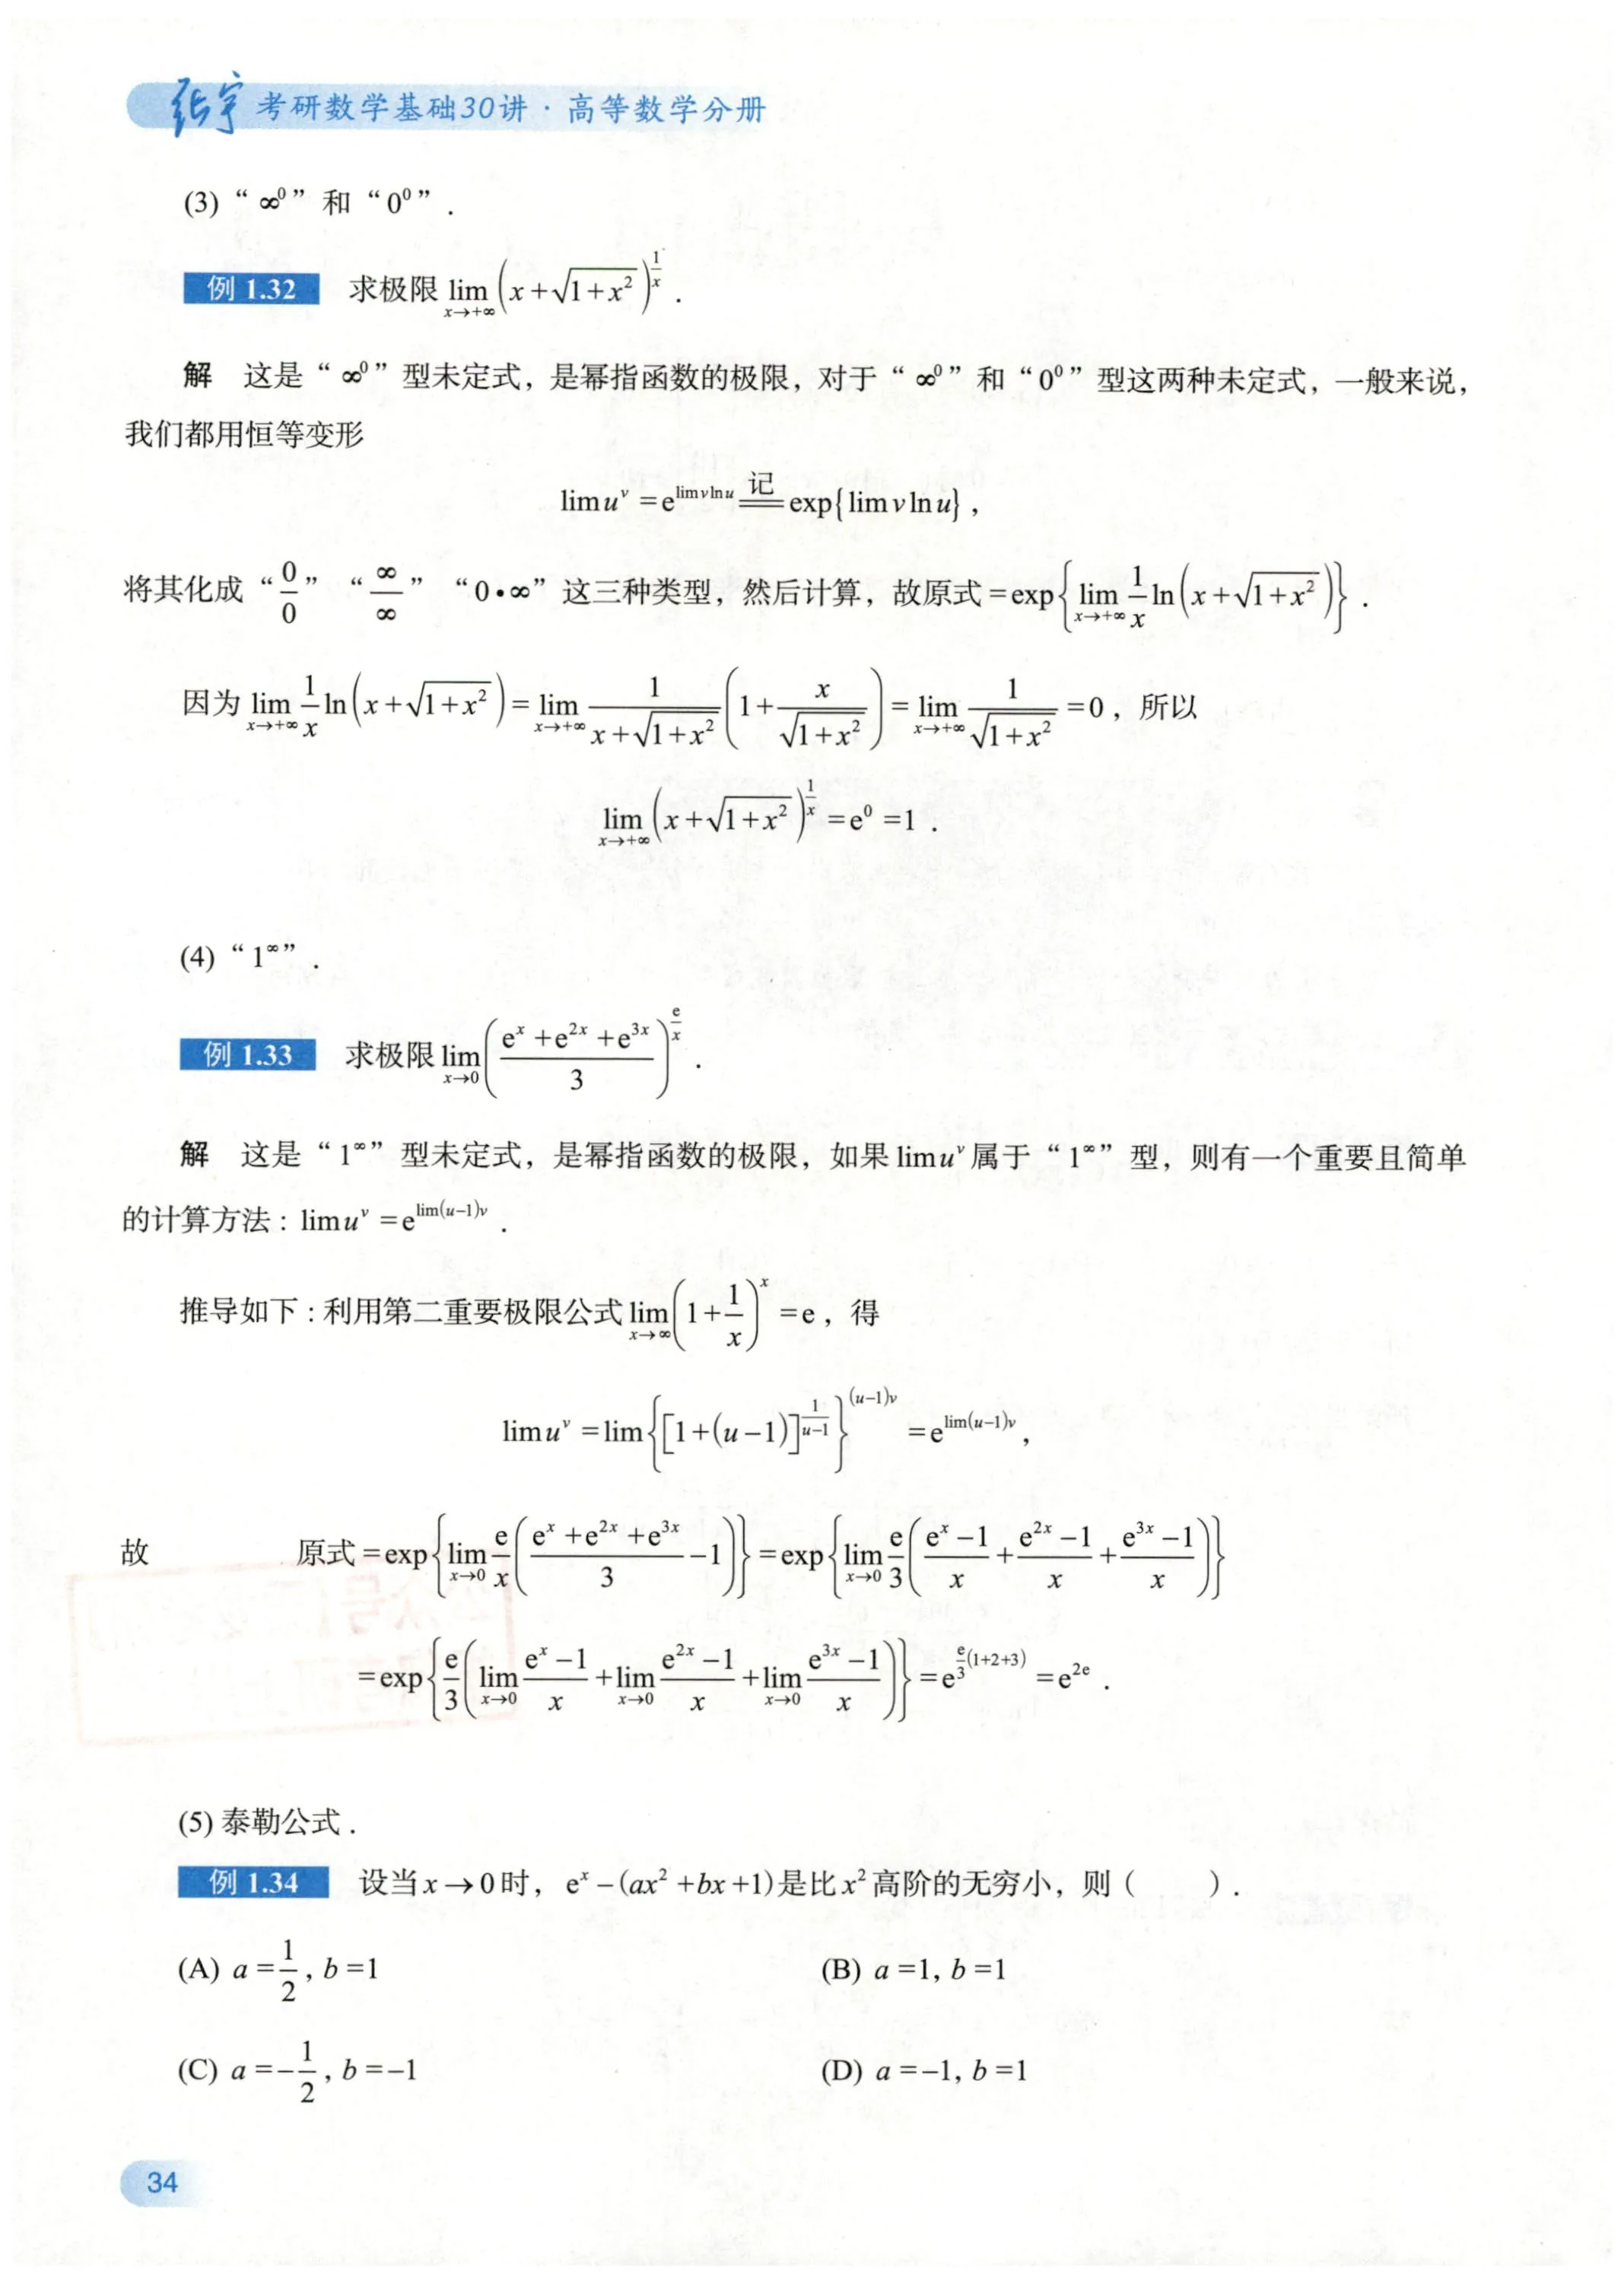 张宇 考研数学基础30讲·高等数学分册
(3) “∞⁰” 和 “0⁰”.
例 1.32 求极限 $\lim_{x\to+\infty}\left(x+\sqrt{1+x^2}\right)^{\frac{1}{x}}$.
解 这是 “∞⁰” 型未定式，是幂指函数的极限，对于 “∞⁰” 和 “0⁰” 型这两种未定式，一般来说，
我们都用恒等变形
$\lim u^v = e^{\lim v\ln u} \overset{记}{=\!=} \exp\{\lim v\ln u\}$，
将其化成 “$\frac{0}{0}$” “$\frac{\infty}{\infty}$” “0·∞” 这三种类型，然后计算，故原式 $=\exp\left\{\lim_{x\to+\infty}\frac{1}{x}\ln\left(x+\sqrt{1+x^2}\right)\right\}$.
因为 $\lim_{x\to+\infty}\frac{1}{x}\ln\left(x+\sqrt{1+x^2}\right)=\lim_{x\to+\infty}\frac{1}{x+\sqrt{1+x^2}}\left(1+\frac{x}{\sqrt{1+x^2}}\right)=\lim_{x\to+\infty}\frac{1}{\sqrt{1+x^2}}=0$，所以
$\lim_{x\to+\infty}\left(x+\sqrt{1+x^2}\right)^{\frac{1}{x}}=e^0=1$.
(4) “$1^\infty$”.
例 1.33 求极限 $\lim_{x\to0}\left(\frac{e^x+e^{2x}+e^{3x}}{3}\right)^{\frac{e}{x}}$.
解 这是 “$1^\infty$” 型未定式，是幂指函数的极限，如果 $\lim u^v$ 属于 “$1^\infty$” 型，则有一个重要且简单
的计算方法：$\lim u^v=e^{\lim(u-1)v}$.
推导如下：利用第二重要极限公式 $\lim_{x\to\infty}\left(1+\frac{1}{x}\right)^x=e$，得
$\lim u^v=\lim\left\{[1+(u-1)]^{\frac{1}{u-1}}\right\}^{(u-1)v}=e^{\lim(u-1)v}$,
故 原式 $=\exp\left\{\lim_{x\to0}\frac{e}{x}\left(\frac{e^x+e^{2x}+e^{3x}}{3}-1\right)\right\}=\exp\left\{\lim_{x\to0}\frac{e}{3}\left(\frac{e^x-1}{x}+\frac{e^{2x}-1}{x}+\frac{e^{3x}-1}{x}\right)\right\}$
$=\exp\left\{\frac{e}{3}\left(\lim_{x\to0}\frac{e^x-1}{x}+\lim_{x\to0}\frac{e^{2x}-1}{x}+\lim_{x\to0}\frac{e^{3x}-1}{x}\right)\right\}=e^{\frac{e}{3}(1+2+3)}=e^{2e}$.
(5) 泰勒公式.
例 1.34 设当 $x\to0$ 时，$e^x-(ax^2+bx+1)$ 是比 $x^2$ 高阶的无穷小，则（ ）.
(A) $a=\frac{1}{2}, b=1$ (B) $a=1, b=1$
(C) $a=-\frac{1}{2}, b=-1$ (D) $a=-1, b=1$
34